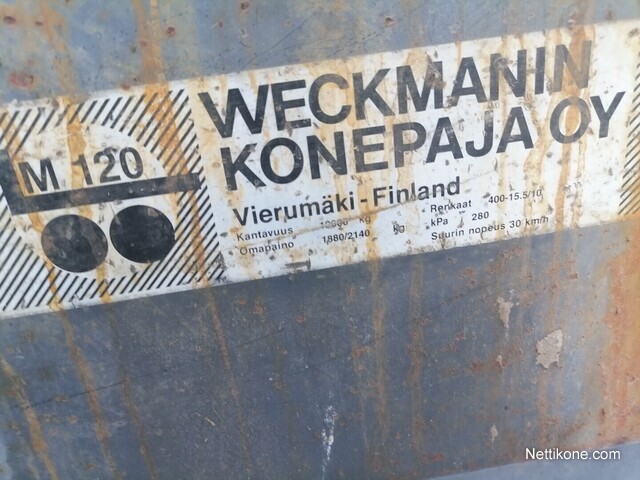 M 120
WECKMANIN
KONEPAJA OY
Vierumäki - Finland
Kantavuus Kg Renkaat 400-15.5/10
Omapaino 1880/2140 kg kPa 280
Suurin nopeus 30 km/h
Nettikone.com